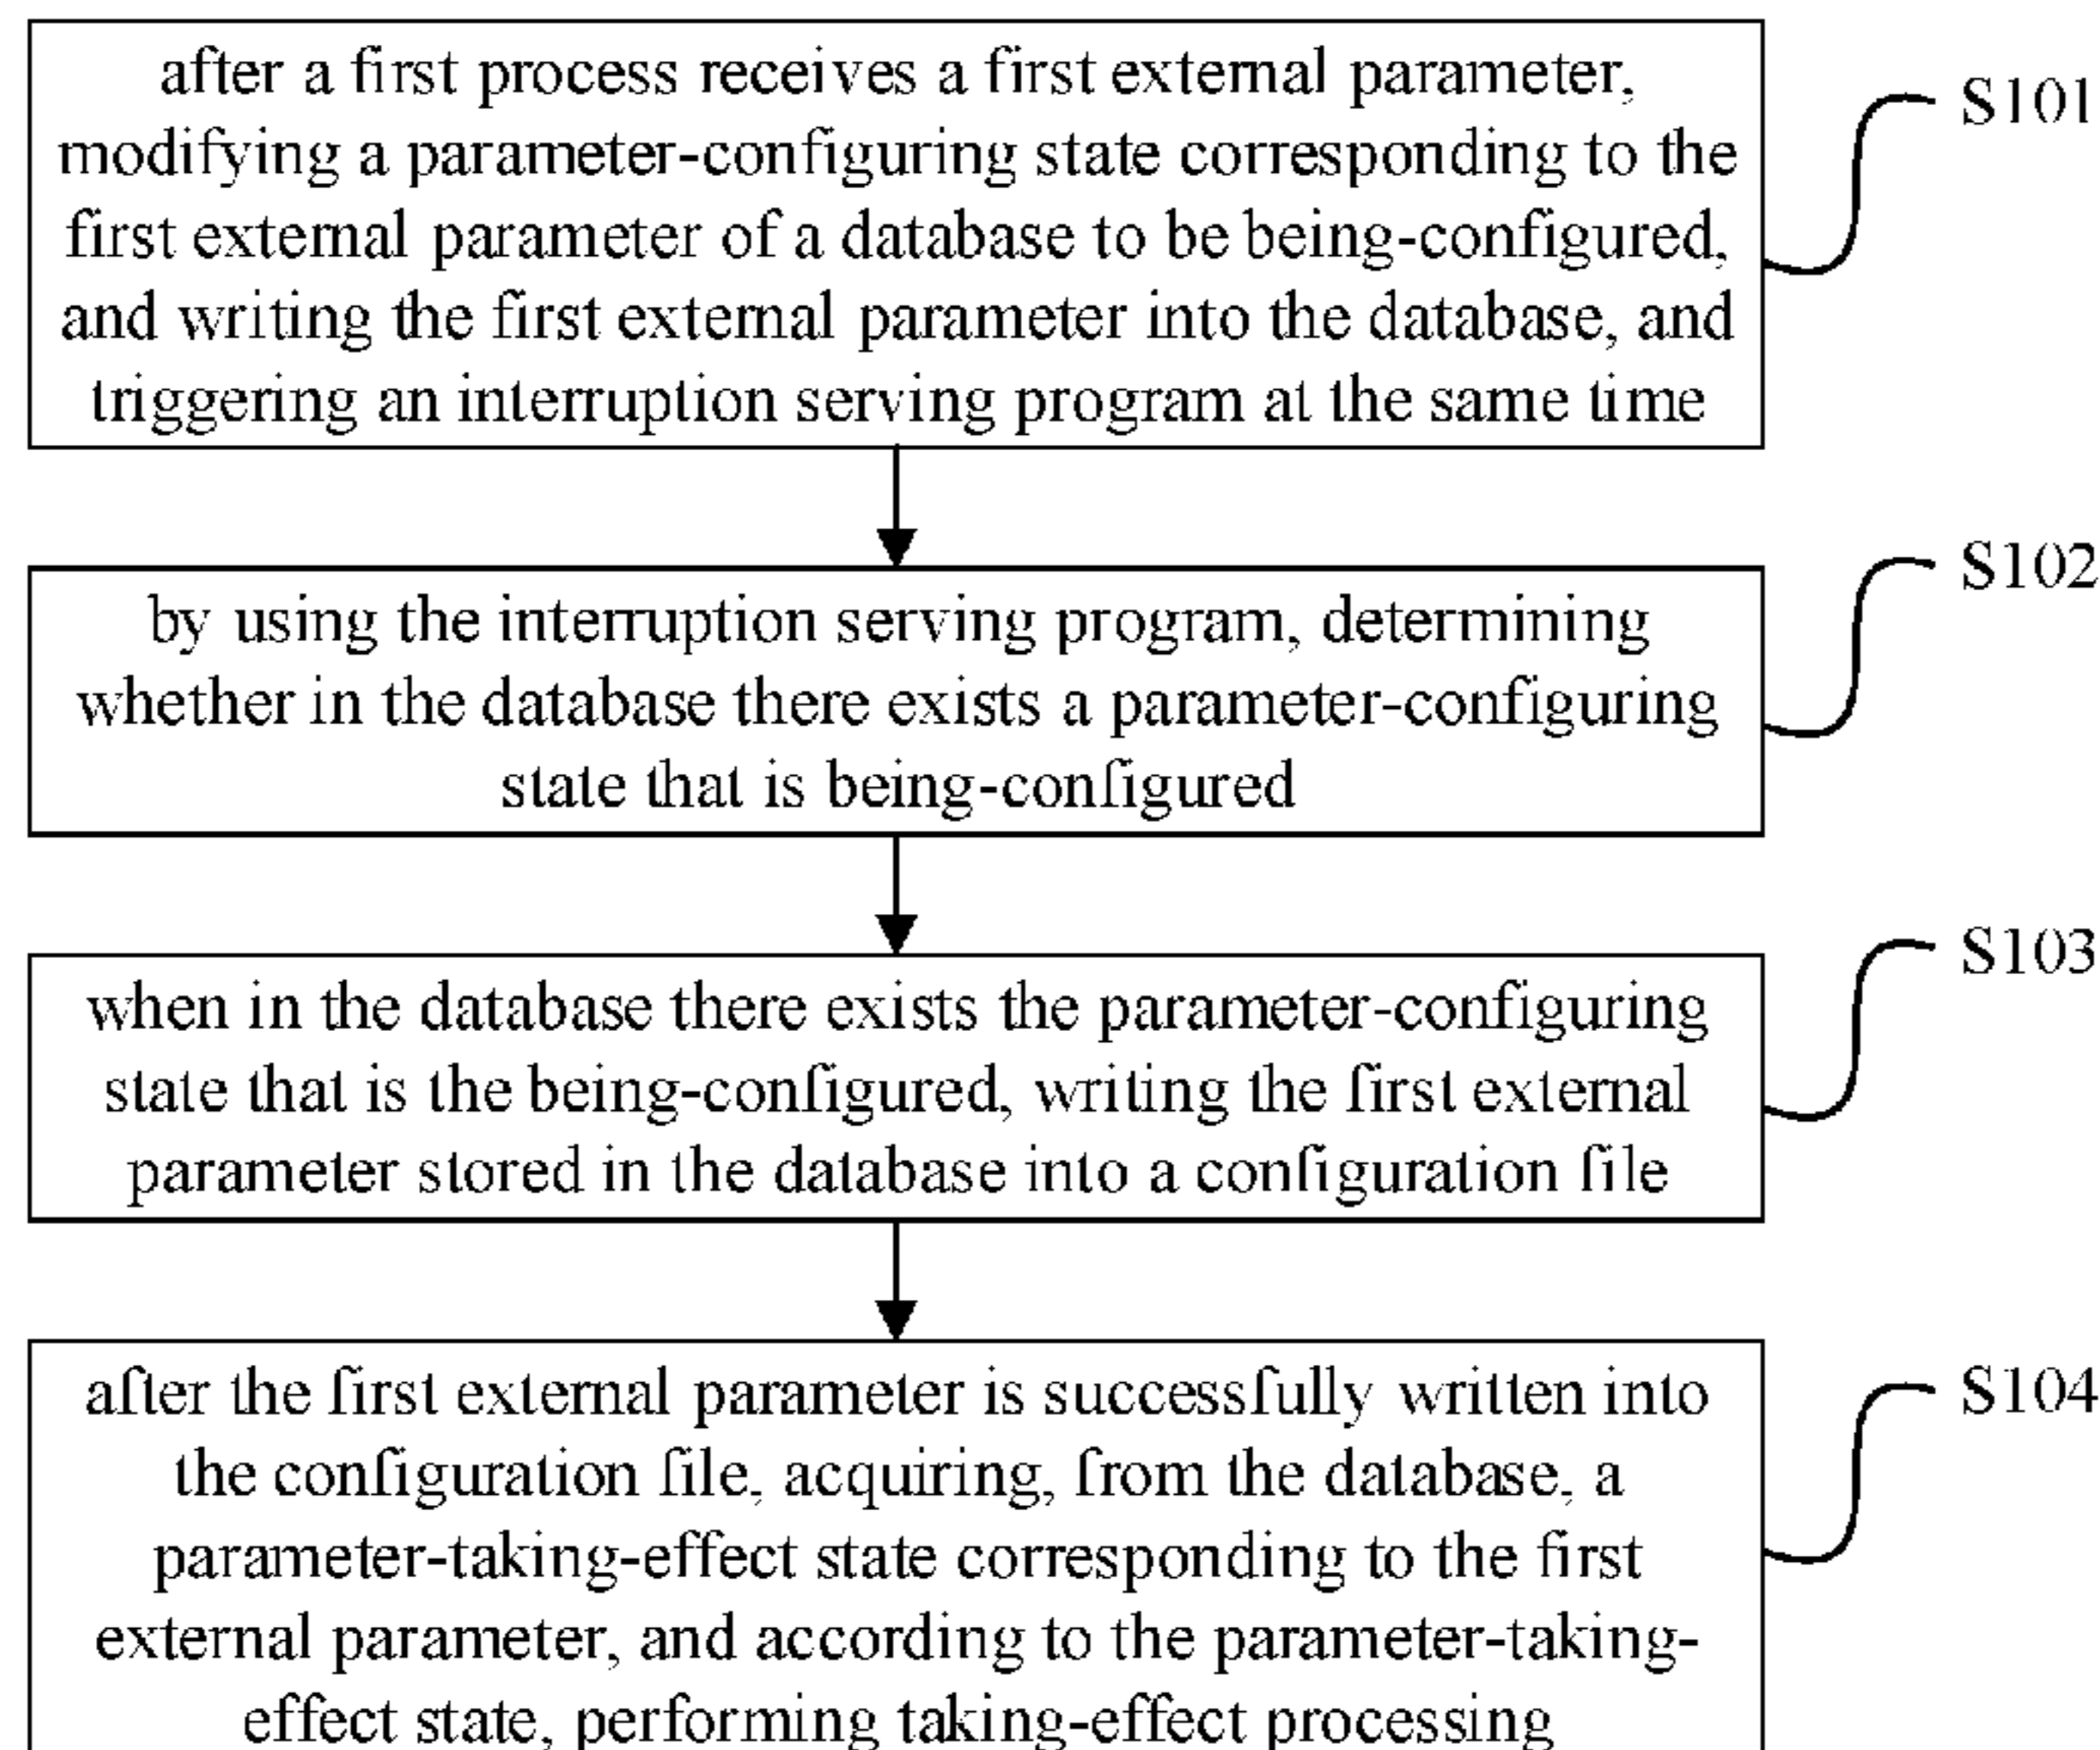 after a first process receives a first external parameter,
modifying a parameter-configuring state corresponding to the
first external parameter of a database to be being-configured,
and writing the first external parameter into the database, and
triggering an interruption serving program at the same time
S101
by using the interruption serving program, determining
whether in the database there exists a parameter-configuring
state that is being-configured
S102
when in the database there exists the parameter-configuring
state that is the being-configured, writing the first external
parameter stored in the database into a configuration file
S103
after the first external parameter is successfully written into
the configuration file, acquiring, from the database, a
parameter-taking-effect state corresponding to the first
external parameter, and according to the parameter-taking-
effect state, performing taking-effect processing
S104